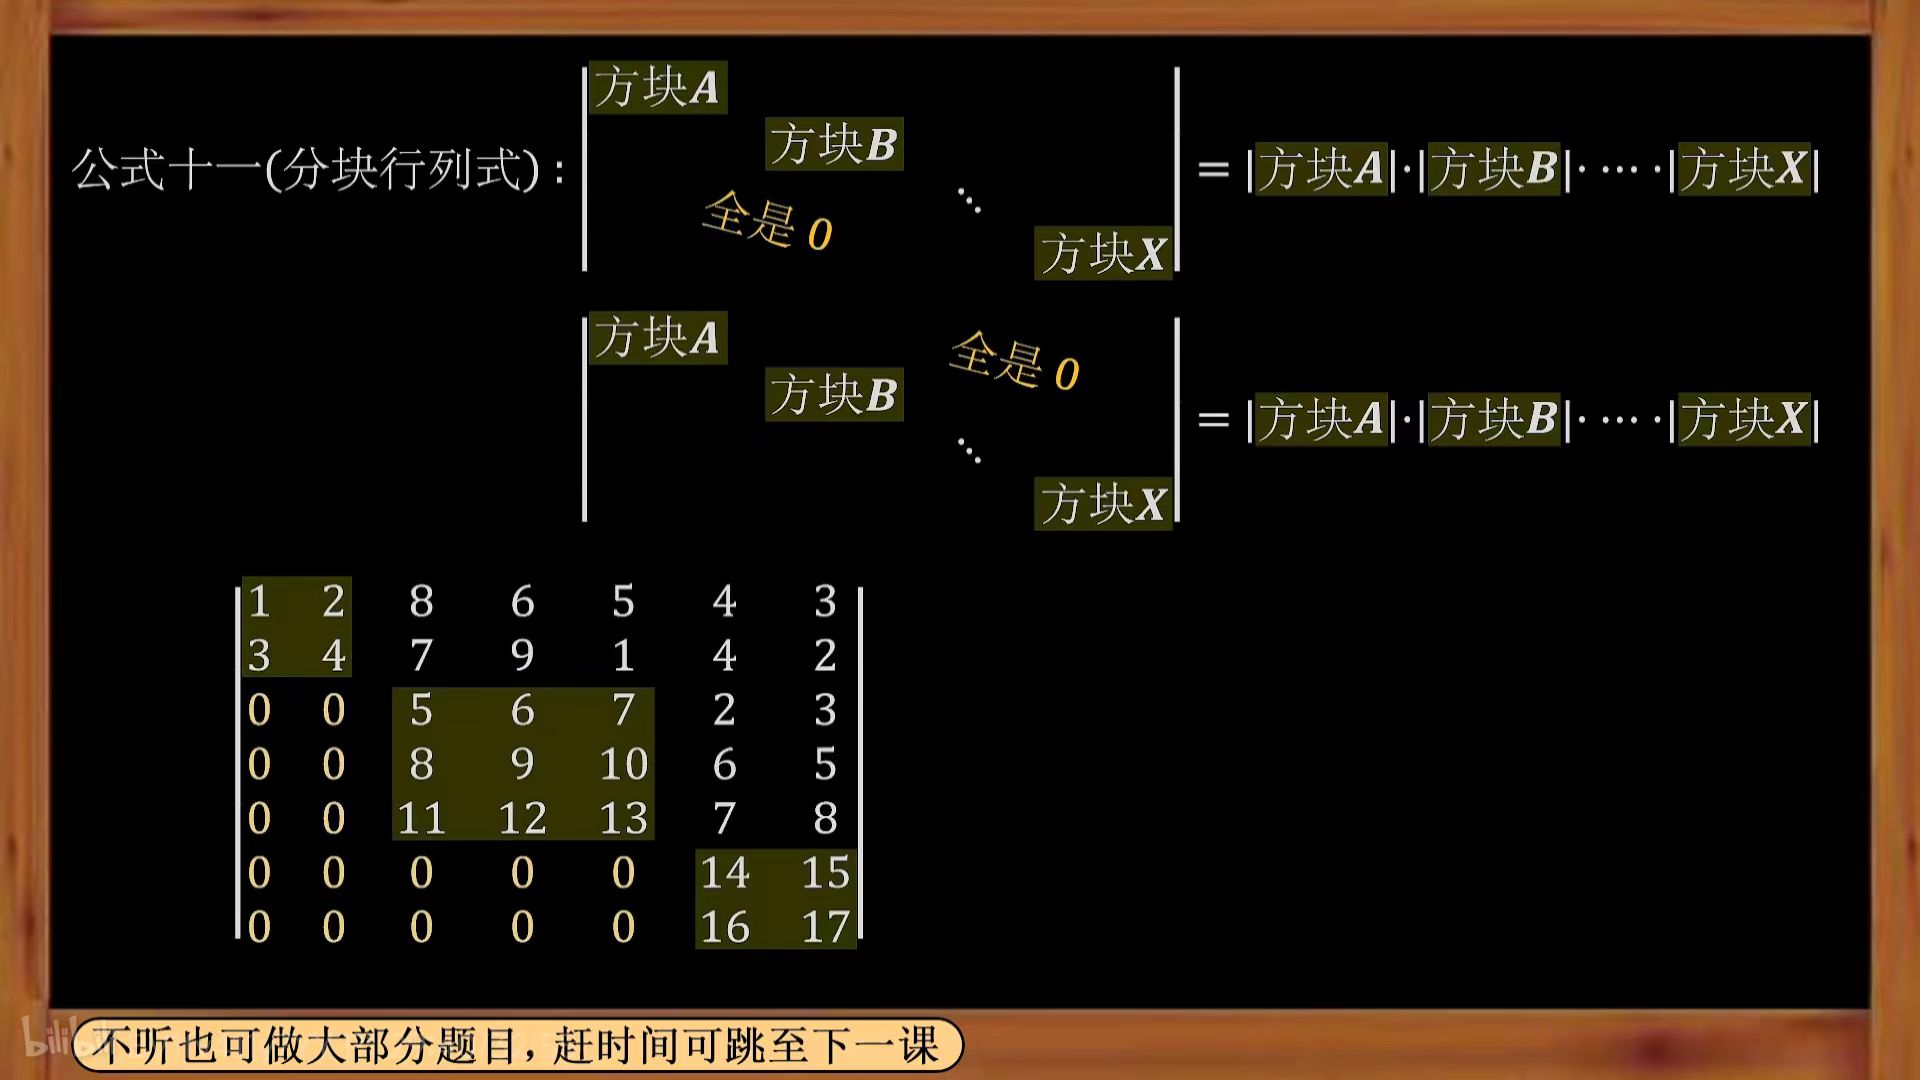 方块A
方块B
公式十一(分块行列式):
= |方块A|·|方块B|· ··· ·|方块X|
⋱
全是 0
方块X
方块A
全是 0
方块B
= |方块A|·|方块B|· ··· ·|方块X|
⋱
方块X
1 2 8 6 5 4 3
3 4 7 9 1 4 2
0 0 5 6 7 2 3
0 0 8 9 10 6 5
0 0 11 12 13 7 8
0 0 0 0 0 14 15
0 0 0 0 0 16 17
不听也可做大部分题目,赶时间可跳至下一课